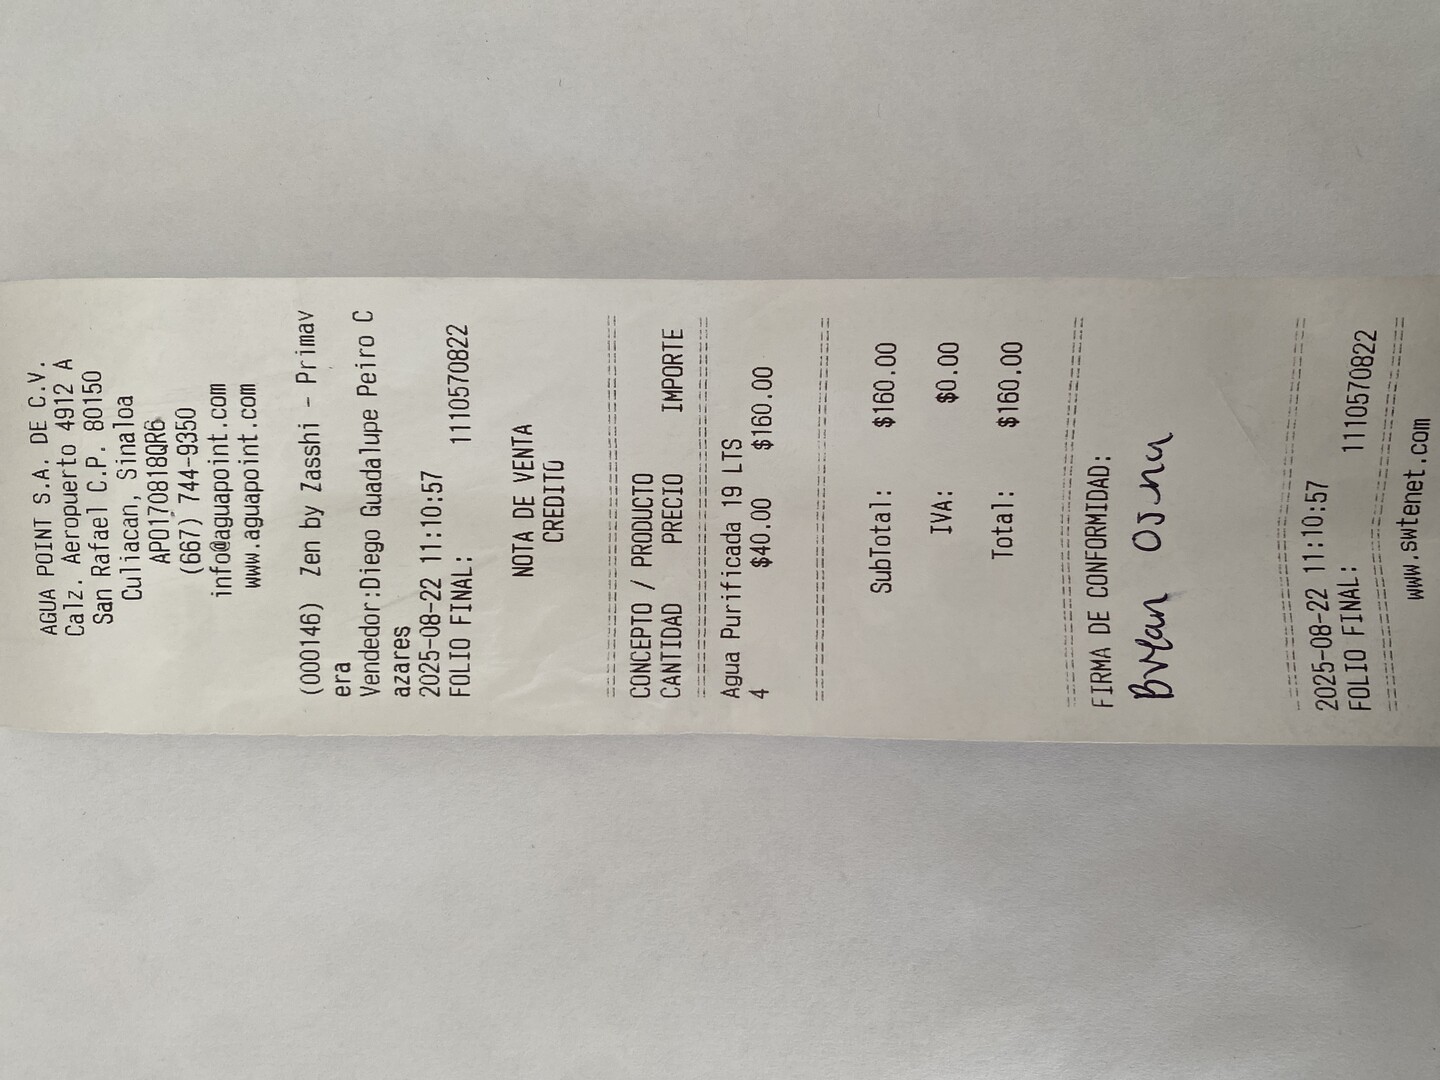 AGUA POINT S.A. DE C.V.
Calz. Aeropuerto 4912 A
San Rafael C.P. 80150
Culiacan, Sinaloa
APO170818QR6
(667) 744-9350
info@aguapoint.com
www.aguapoint.com
(000146) Zen by Zasshi - Primav
era
Vendedor:Diego Guadalupe Peiro C
azares
2025-08-22 11:10:57
FOLIO FINAL: 1110570822
NOTA DE VENTA
CREDITO
CONCEPTO / PRODUCTO
CANTIDAD PRECIO IMPORTE
Agua Purificada 19 LTS
4 $40.00 $160.00
SubTotal: $160.00
IVA: $0.00
Total: $160.00
FIRMA DE CONFORMIDAD:
Bryan Osna
2025-08-22 11:10:57
FOLIO FINAL: 1110570822
www.swtenet.com